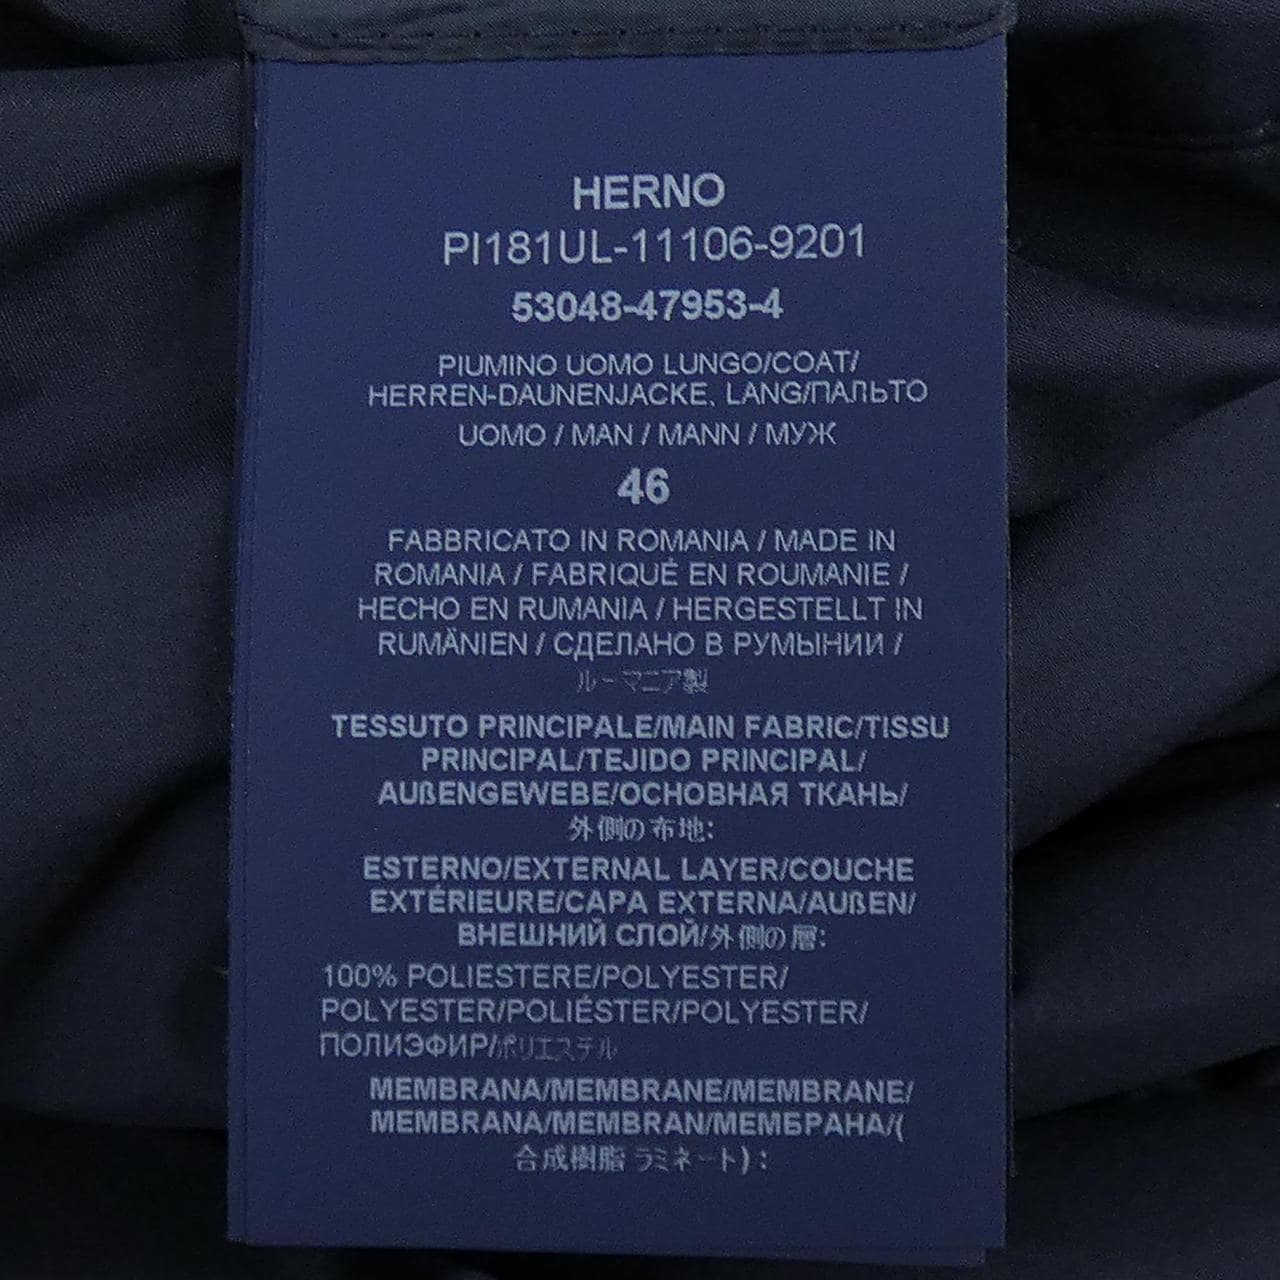 HERNO
PI181UL-11106-9201
53048-47953-4
PIUMINO UOMO LUNGO/COAT/
HERREN-DAUNENJACKE, LANG/ПАЛЬТО
UOMO / MAN / MANN / МУЖ
46
FABBRICATO IN ROMANIA / MADE IN
ROMANIA / FABRIQUÉ EN ROUMANIE /
HECHO EN RUMANIA / HERGESTELLT IN
RUMÄNIEN / СДЕЛАНО В РУМЫНИИ /
ルーマニア製
TESSUTO PRINCIPALE/MAIN FABRIC/TISSU
PRINCIPAL/TEJIDO PRINCIPAL/
AUßENGEWEBE/ОСНОВНАЯ ТКАНЬ/
外側の布地:
ESTERNO/EXTERNAL LAYER/COUCHE
EXTÉRIEURE/CAPA EXTERNA/AUßEN/
ВНЕШНИЙ СЛОЙ/外側の層:
100% POLIESTERE/POLYESTER/
POLYESTER/POLIÉSTER/POLYESTER/
ПОЛИЭФИР/ポリエステル
MEMBRANA/MEMBRANE/MEMBRANE/
MEMBRANA/MEMBRAN/МЕМБРАНА/(
合成樹脂 ラミネート):